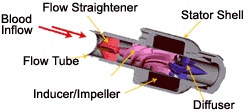 Flow Straightener
Stator Shell
Blood
Inflow
Flow Tube
Inducer/Impeller
Diffuser